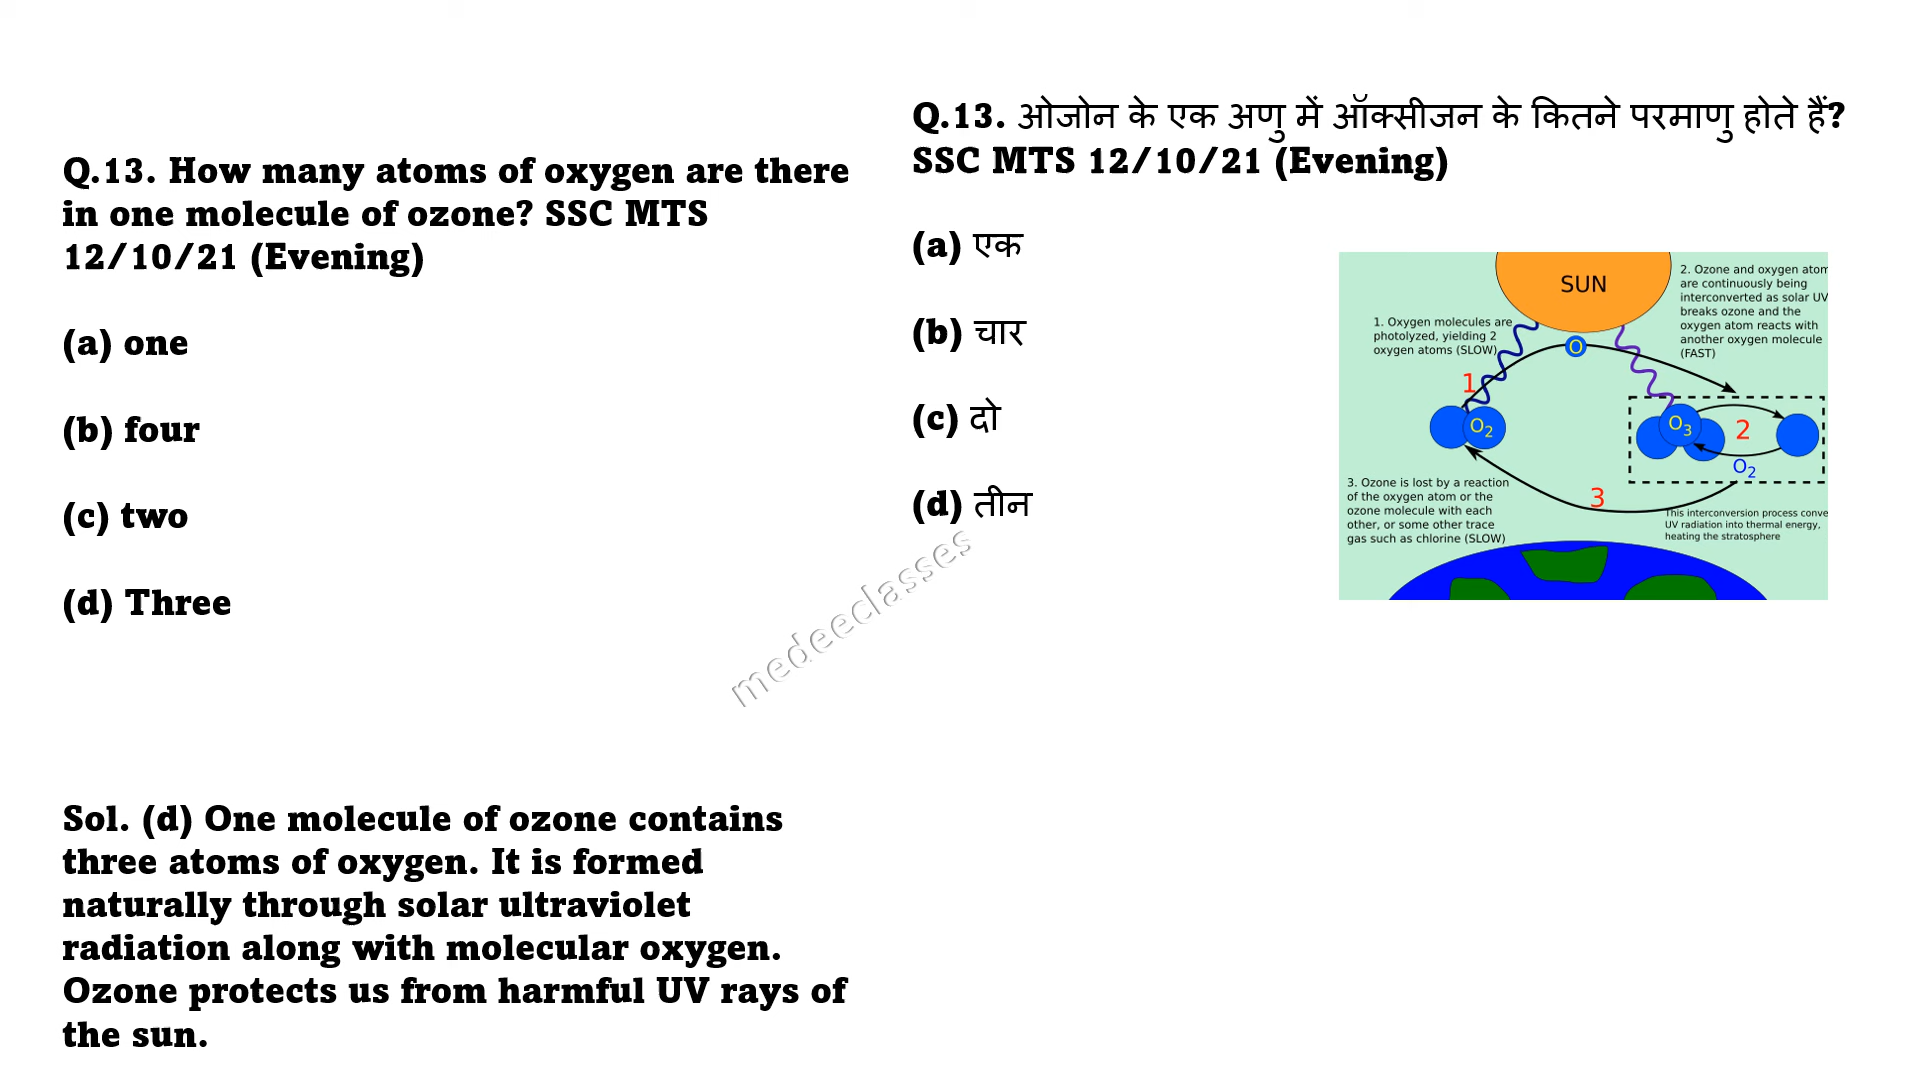 Q.13. How many atoms of oxygen are there
in one molecule of ozone? SSC MTS
12/10/21 (Evening)
(a) one
(b) four
(c) two
(d) Three
Sol. (d) One molecule of ozone contains
three atoms of oxygen. It is formed
naturally through solar ultraviolet
radiation along with molecular oxygen.
Ozone protects us from harmful UV rays of
the sun.
Q.13. ओजोन के एक अणु में ऑक्सीजन के कितने परमाणु होते हैं?
SSC MTS 12/10/21 (Evening)
(a) एक
(b) चार
(c) दो
(d) तीन
SUN
1. Oxygen molecules are
photolyzed, yielding 2
oxygen atoms (SLOW)
2. Ozone and oxygen atom
are continuously being
interconverted as solar UV
breaks ozone and the
oxygen atom reacts with
another oxygen molecule
(FAST)
O
1
O2
O3
2
O2
3
3. Ozone is lost by a reaction
of the oxygen atom or the
ozone molecule with each
other, or some other trace
gas such as chlorine (SLOW)
This interconversion process conve
UV radiation into thermal energy,
heating the stratosphere
medeeclasses